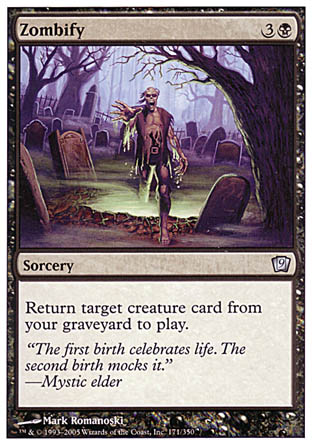 Zombify 3
Sorcery
9
Return target creature card from
your graveyard to play.
"The first birth celebrates life. The
second birth mocks it."
—Mystic elder
Mark Romanoski
™ & © 1993–2005 Wizards of the Coast, Inc. 171/350